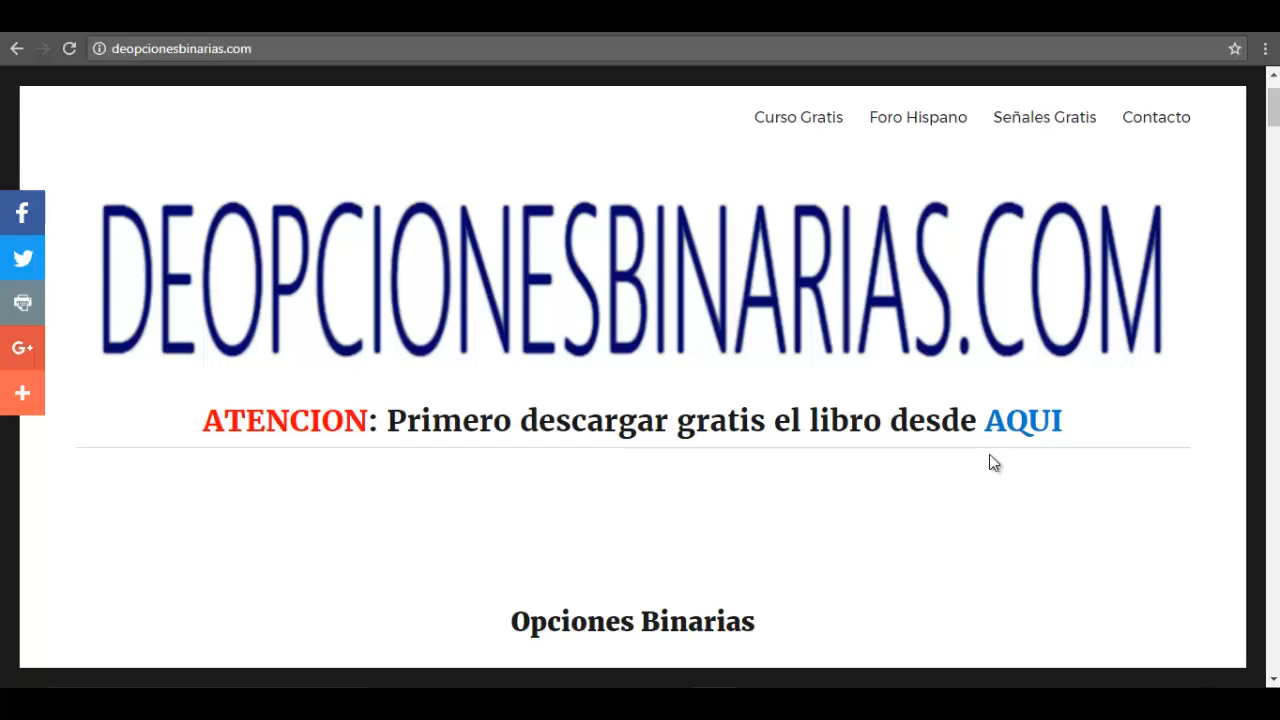 deopcionesbinarias.com
Curso Gratis Foro Hispano Señales Gratis Contacto
DEOPCIONESBINARIAS.COM
ATENCION: Primero descargar gratis el libro desde AQUI
Opciones Binarias